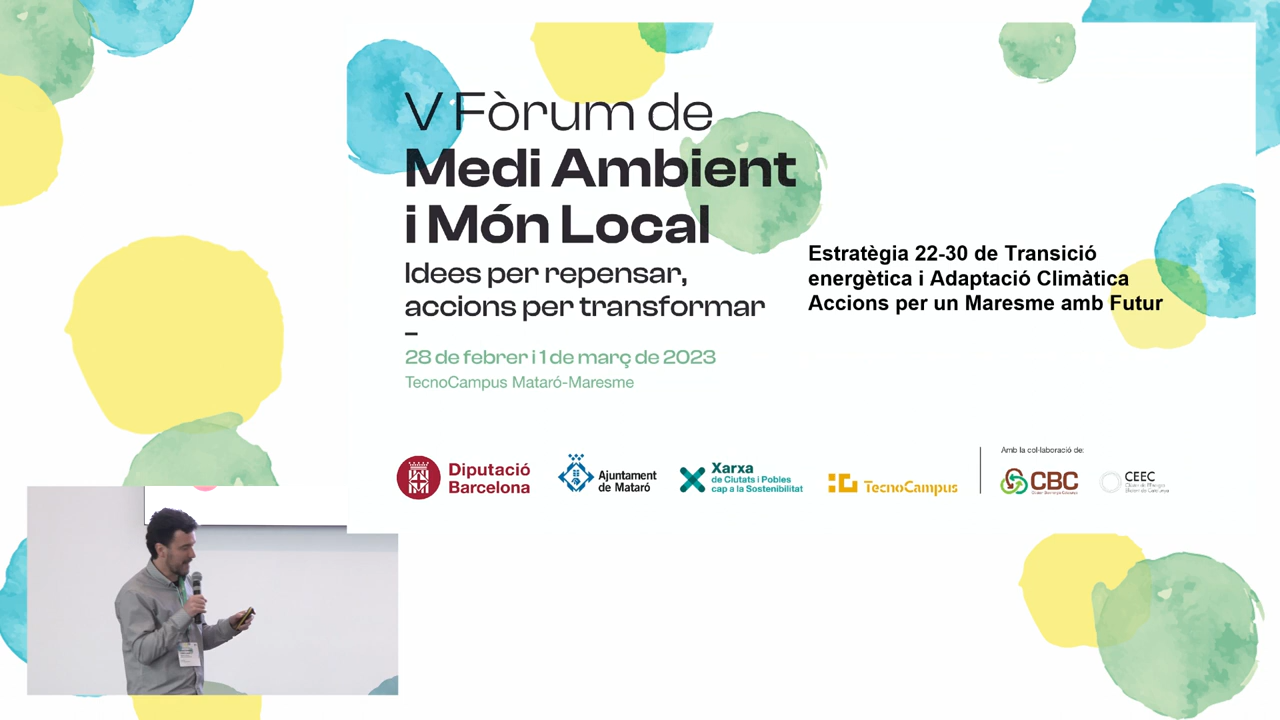 V Fòrum de
Medi Ambient
i Món Local
Idees per repensar,
accions per transformar
–
28 de febrer i 1 de març de 2023
TecnoCampus Mataró-Maresme
Estratègia 22-30 de Transició
energètica i Adaptació Climàtica
Accions per un Maresme amb Futur
Diputació
Barcelona
Ajuntament
de Mataró
Xarxa
de Ciutats i Pobles
cap a la Sostenibilitat
TecnoCampus
Amb la col·laboració de:
CBC
CEEC